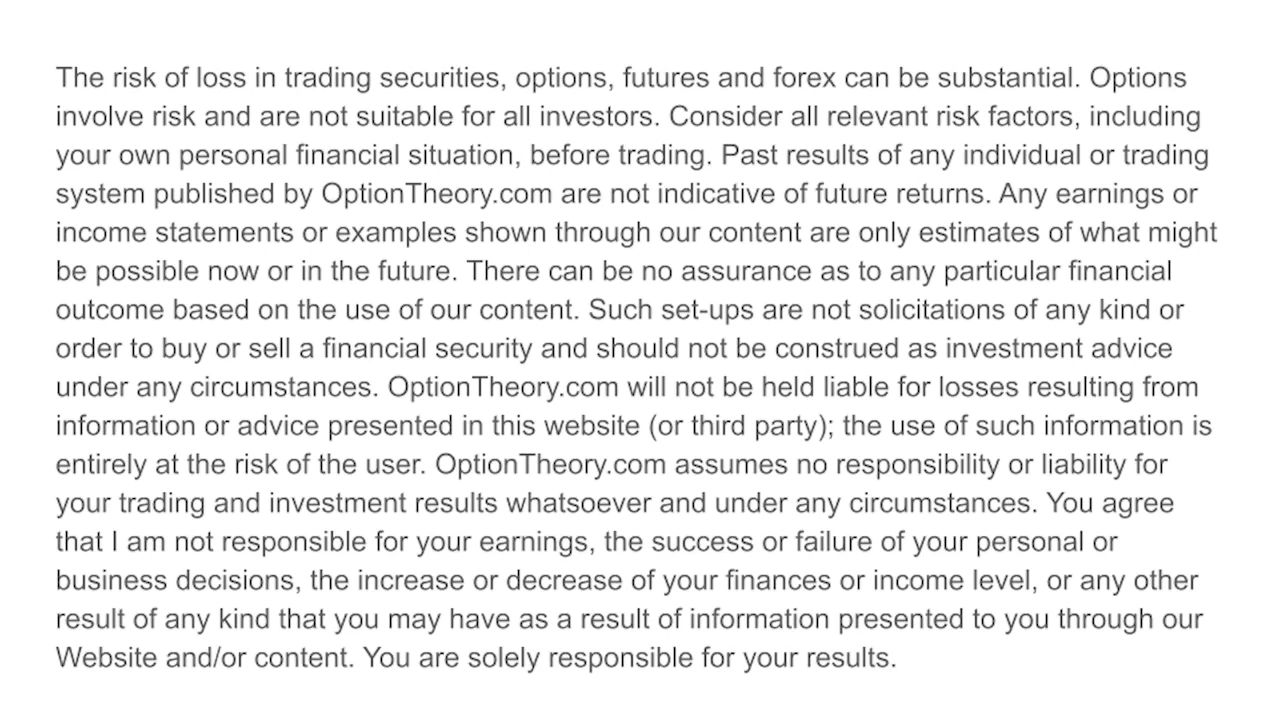 The risk of loss in trading securities, options, futures and forex can be substantial. Options
involve risk and are not suitable for all investors. Consider all relevant risk factors, including
your own personal financial situation, before trading. Past results of any individual or trading
system published by OptionTheory.com are not indicative of future returns. Any earnings or
income statements or examples shown through our content are only estimates of what might
be possible now or in the future. There can be no assurance as to any particular financial
outcome based on the use of our content. Such set-ups are not solicitations of any kind or
order to buy or sell a financial security and should not be construed as investment advice
under any circumstances. OptionTheory.com will not be held liable for losses resulting from
information or advice presented in this website (or third party); the use of such information is
entirely at the risk of the user. OptionTheory.com assumes no responsibility or liability for
your trading and investment results whatsoever and under any circumstances. You agree
that I am not responsible for your earnings, the success or failure of your personal or
business decisions, the increase or decrease of your finances or income level, or any other
result of any kind that you may have as a result of information presented to you through our
Website and/or content. You are solely responsible for your results.